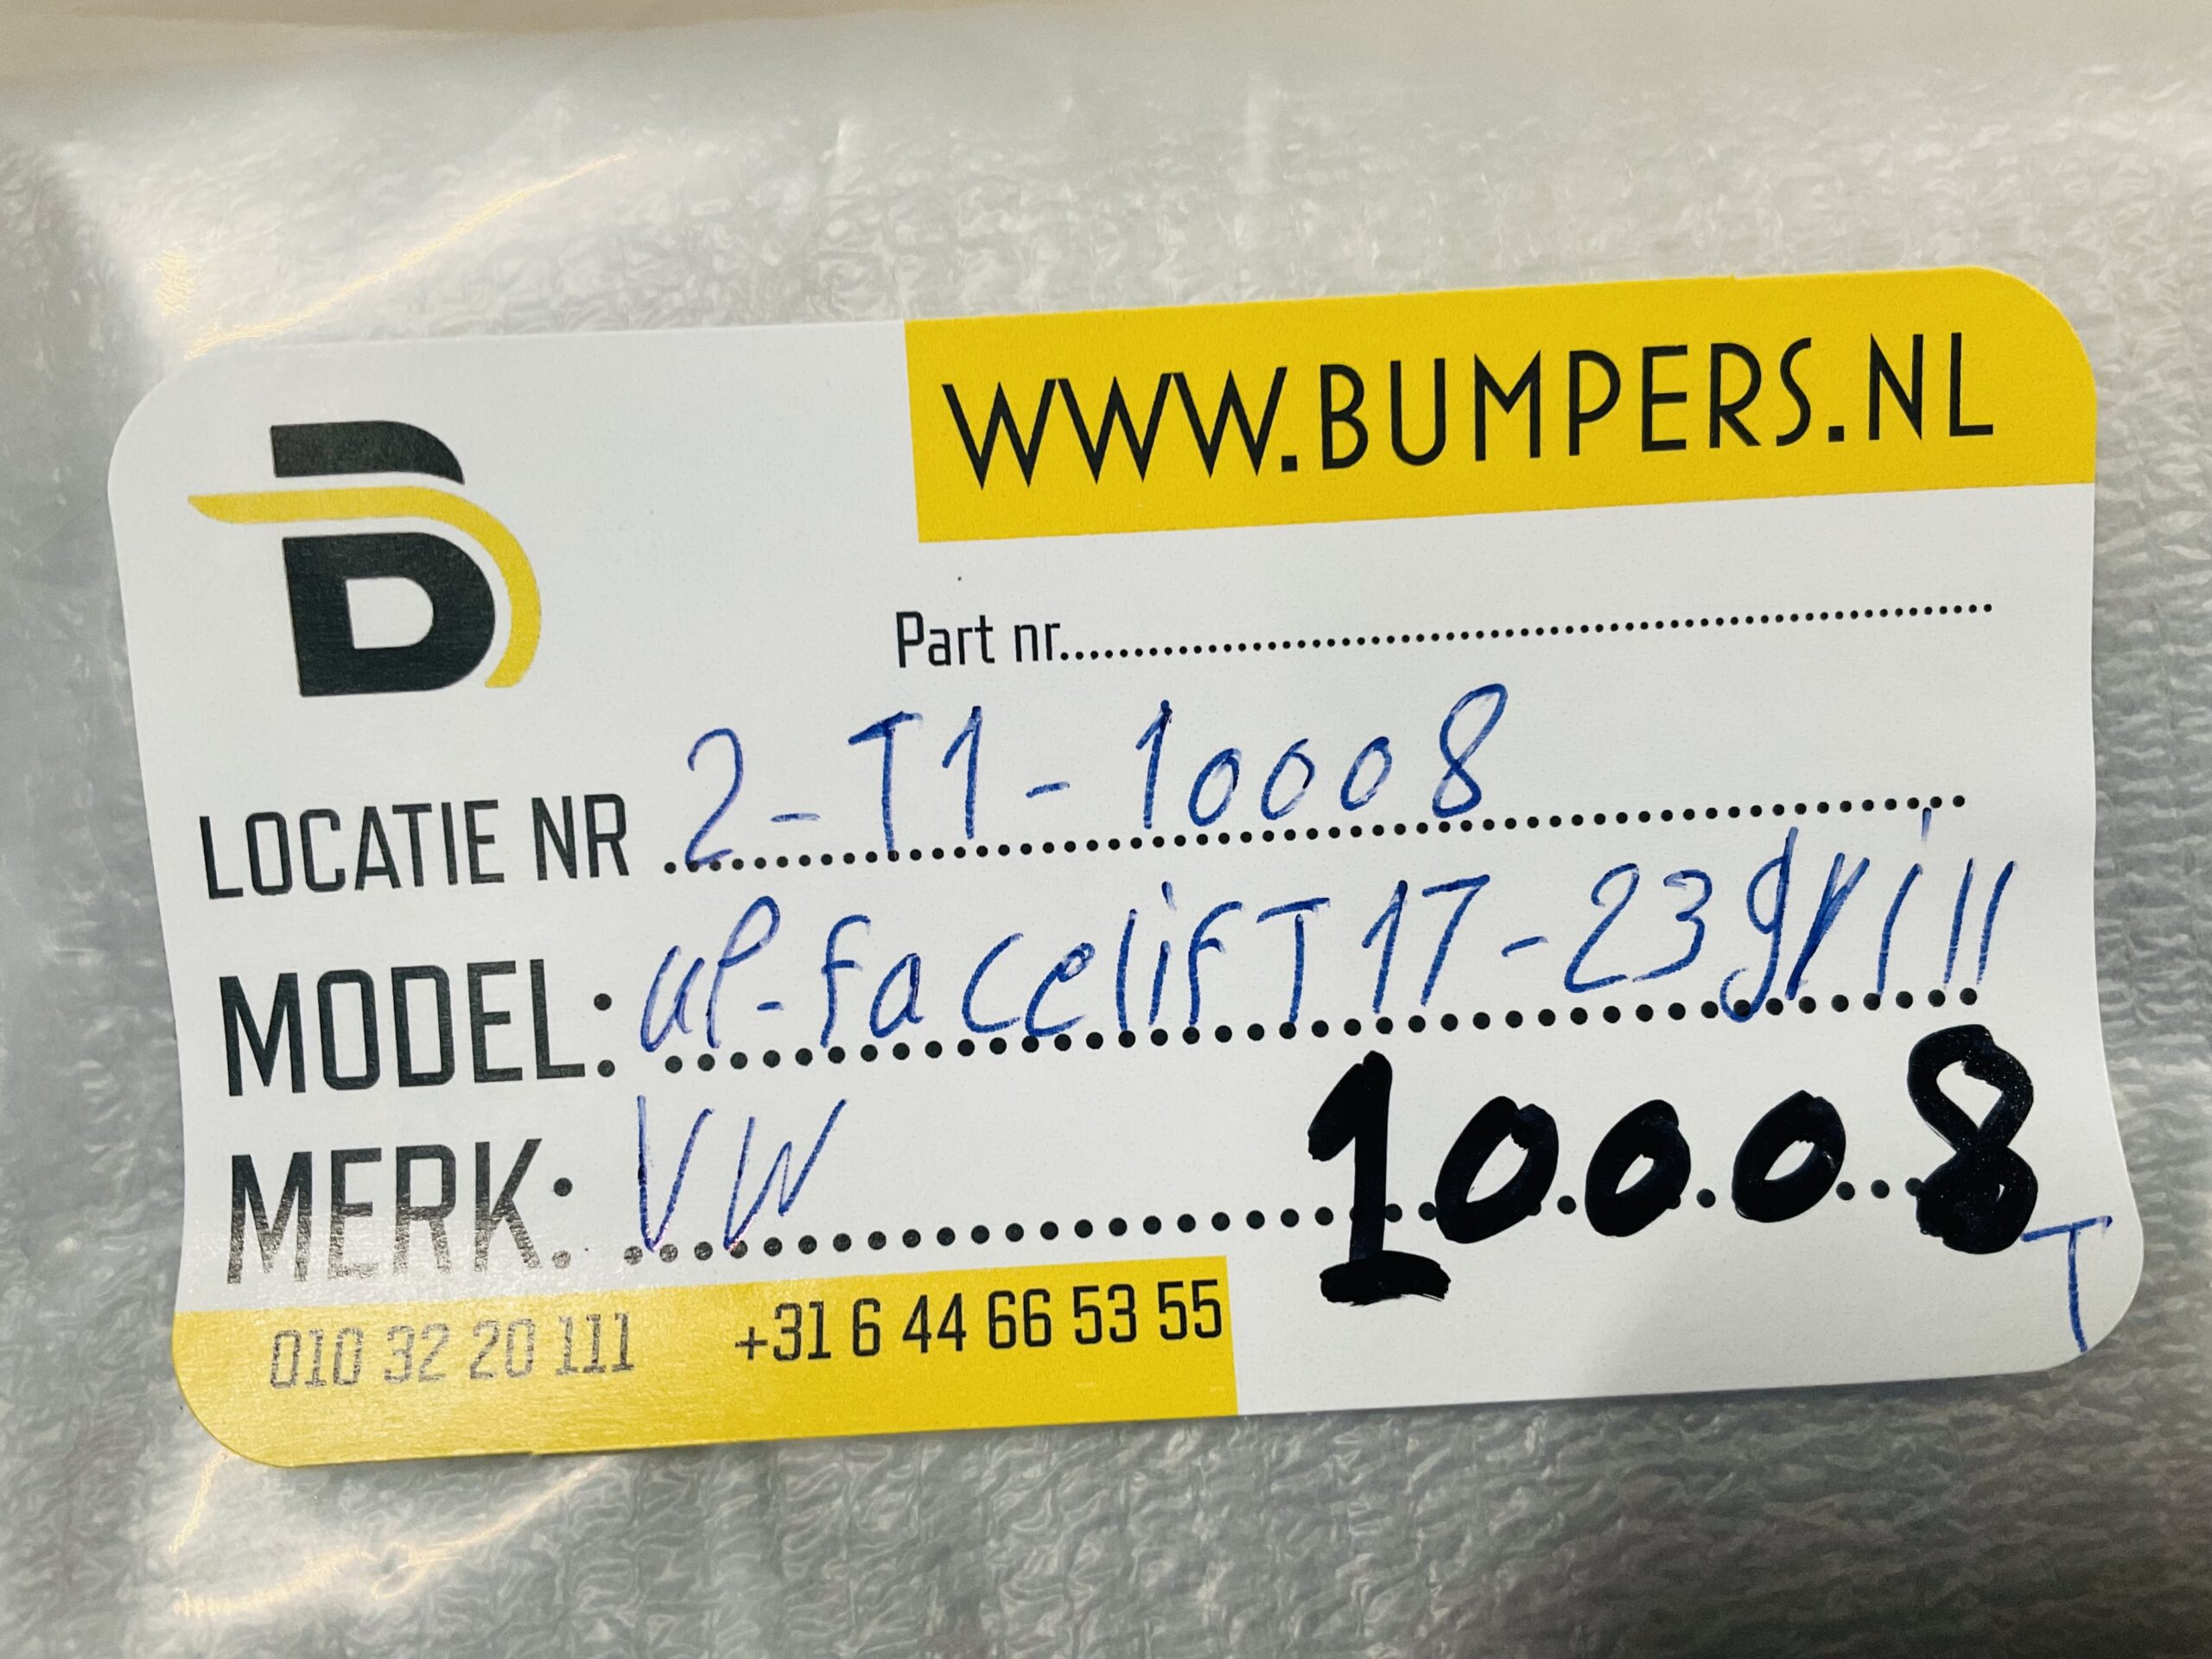 WWW.BUMPERS.NL
Part nr.
LOCATIE NR 2-T1-10008
MODEL: up-facelifT 17-23 grill
MERK: VW 10008
T
010 32 20 111 +31 6 44 66 53 55